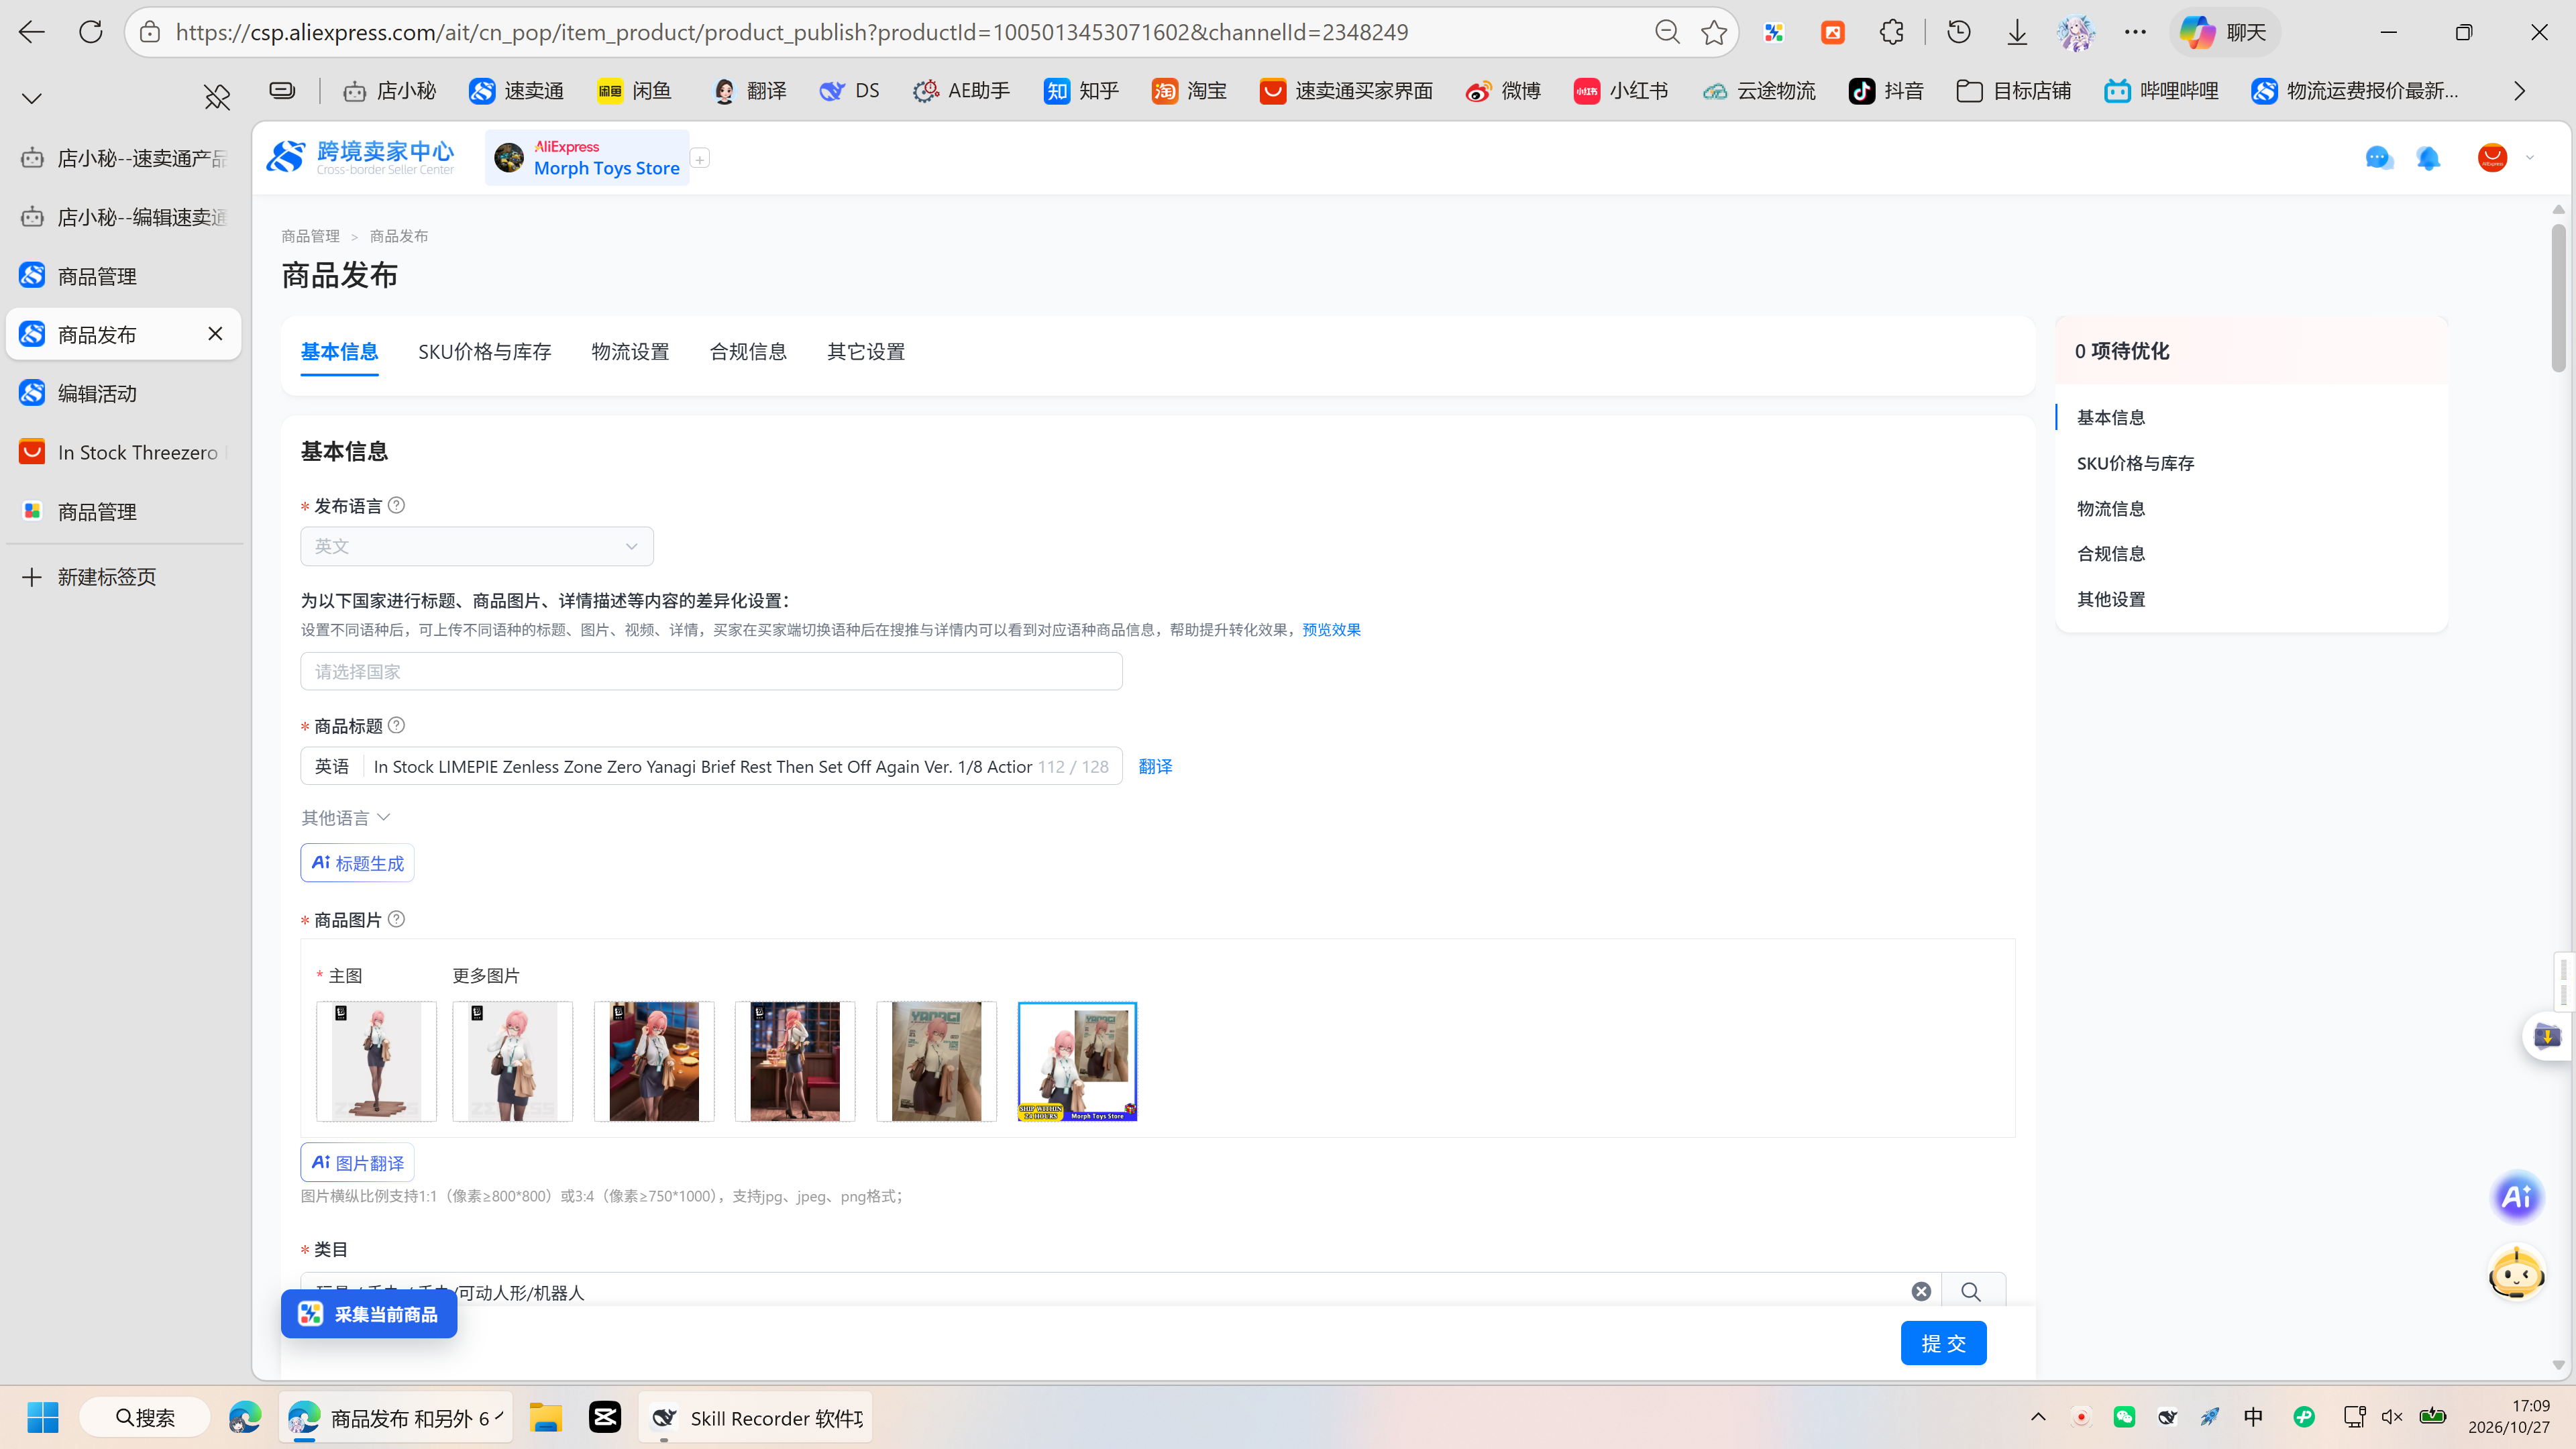 https://csp.aliexpress.com/ait/cn_pop/item_product/product_publish?productId=1005013453071602&channelId=2348249
聊天
店小秘
速卖通
闲鱼
翻译
DS
AE助手
知乎
淘宝
速卖通买家界面
微博
小红书
云途物流
抖音
目标店铺
哔哩哔哩
物流运费报价最新...
店小秘--速卖通产品
店小秘--编辑速卖通
商品管理
商品发布
编辑活动
In Stock Threezero
商品管理
新建标签页
跨境卖家中心
Cross-border Seller Center
AliExpress
Morph Toys Store
商品管理 > 商品发布
商品发布
基本信息
SKU价格与库存
物流设置
合规信息
其它设置
0 项待优化
基本信息
SKU价格与库存
物流信息
合规信息
其他设置
基本信息
* 发布语言
英文
为以下国家进行标题、商品图片、详情描述等内容的差异化设置：
设置不同语种后，可上传不同语种的标题、图片、视频、详情，买家在买家端切换语种后在搜推与详情内可以看到对应语种商品信息，帮助提升转化效果，预览效果
请选择国家
* 商品标题
英语 In Stock LIMEPIE Zenless Zone Zero Yanagi Brief Rest Then Set Off Again Ver. 1/8 Action 112 / 128 翻译
其他语言
Ai 标题生成
* 商品图片
* 主图
更多图片
YANAGI
SHIP WITHIN
24 HOURS
Morph Toys Store
Ai 图片翻译
图片横纵比例支持1:1（像素≥800*800）或3:4（像素≥750*1000），支持jpg、jpeg、png格式；
* 类目
/可动人形/机器人
采集当前商品
提 交
Ai
搜索
商品发布 和另外 6 个
Skill Recorder 软件项
中
17:09
2026/10/27